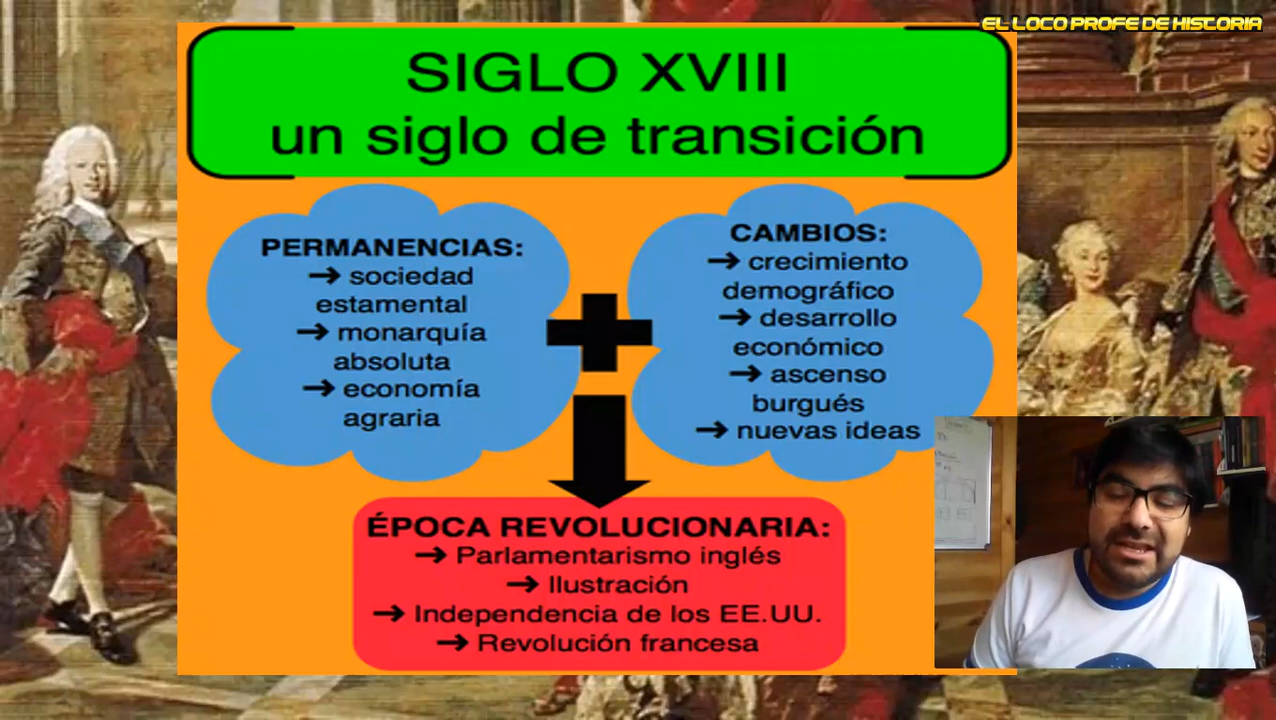 EL LOCO PROFE DE HISTORIA
SIGLO XVIII
un siglo de transición
PERMANENCIAS:
→ sociedad
estamental
→ monarquía
absoluta
→ economía
agraria
CAMBIOS:
→ crecimiento
demográfico
→ desarrollo
económico
→ ascenso
burgués
→ nuevas ideas
ÉPOCA REVOLUCIONARIA:
→ Parlamentarismo inglés
→ Ilustración
→ Independencia de los EE.UU.
→ Revolución francesa